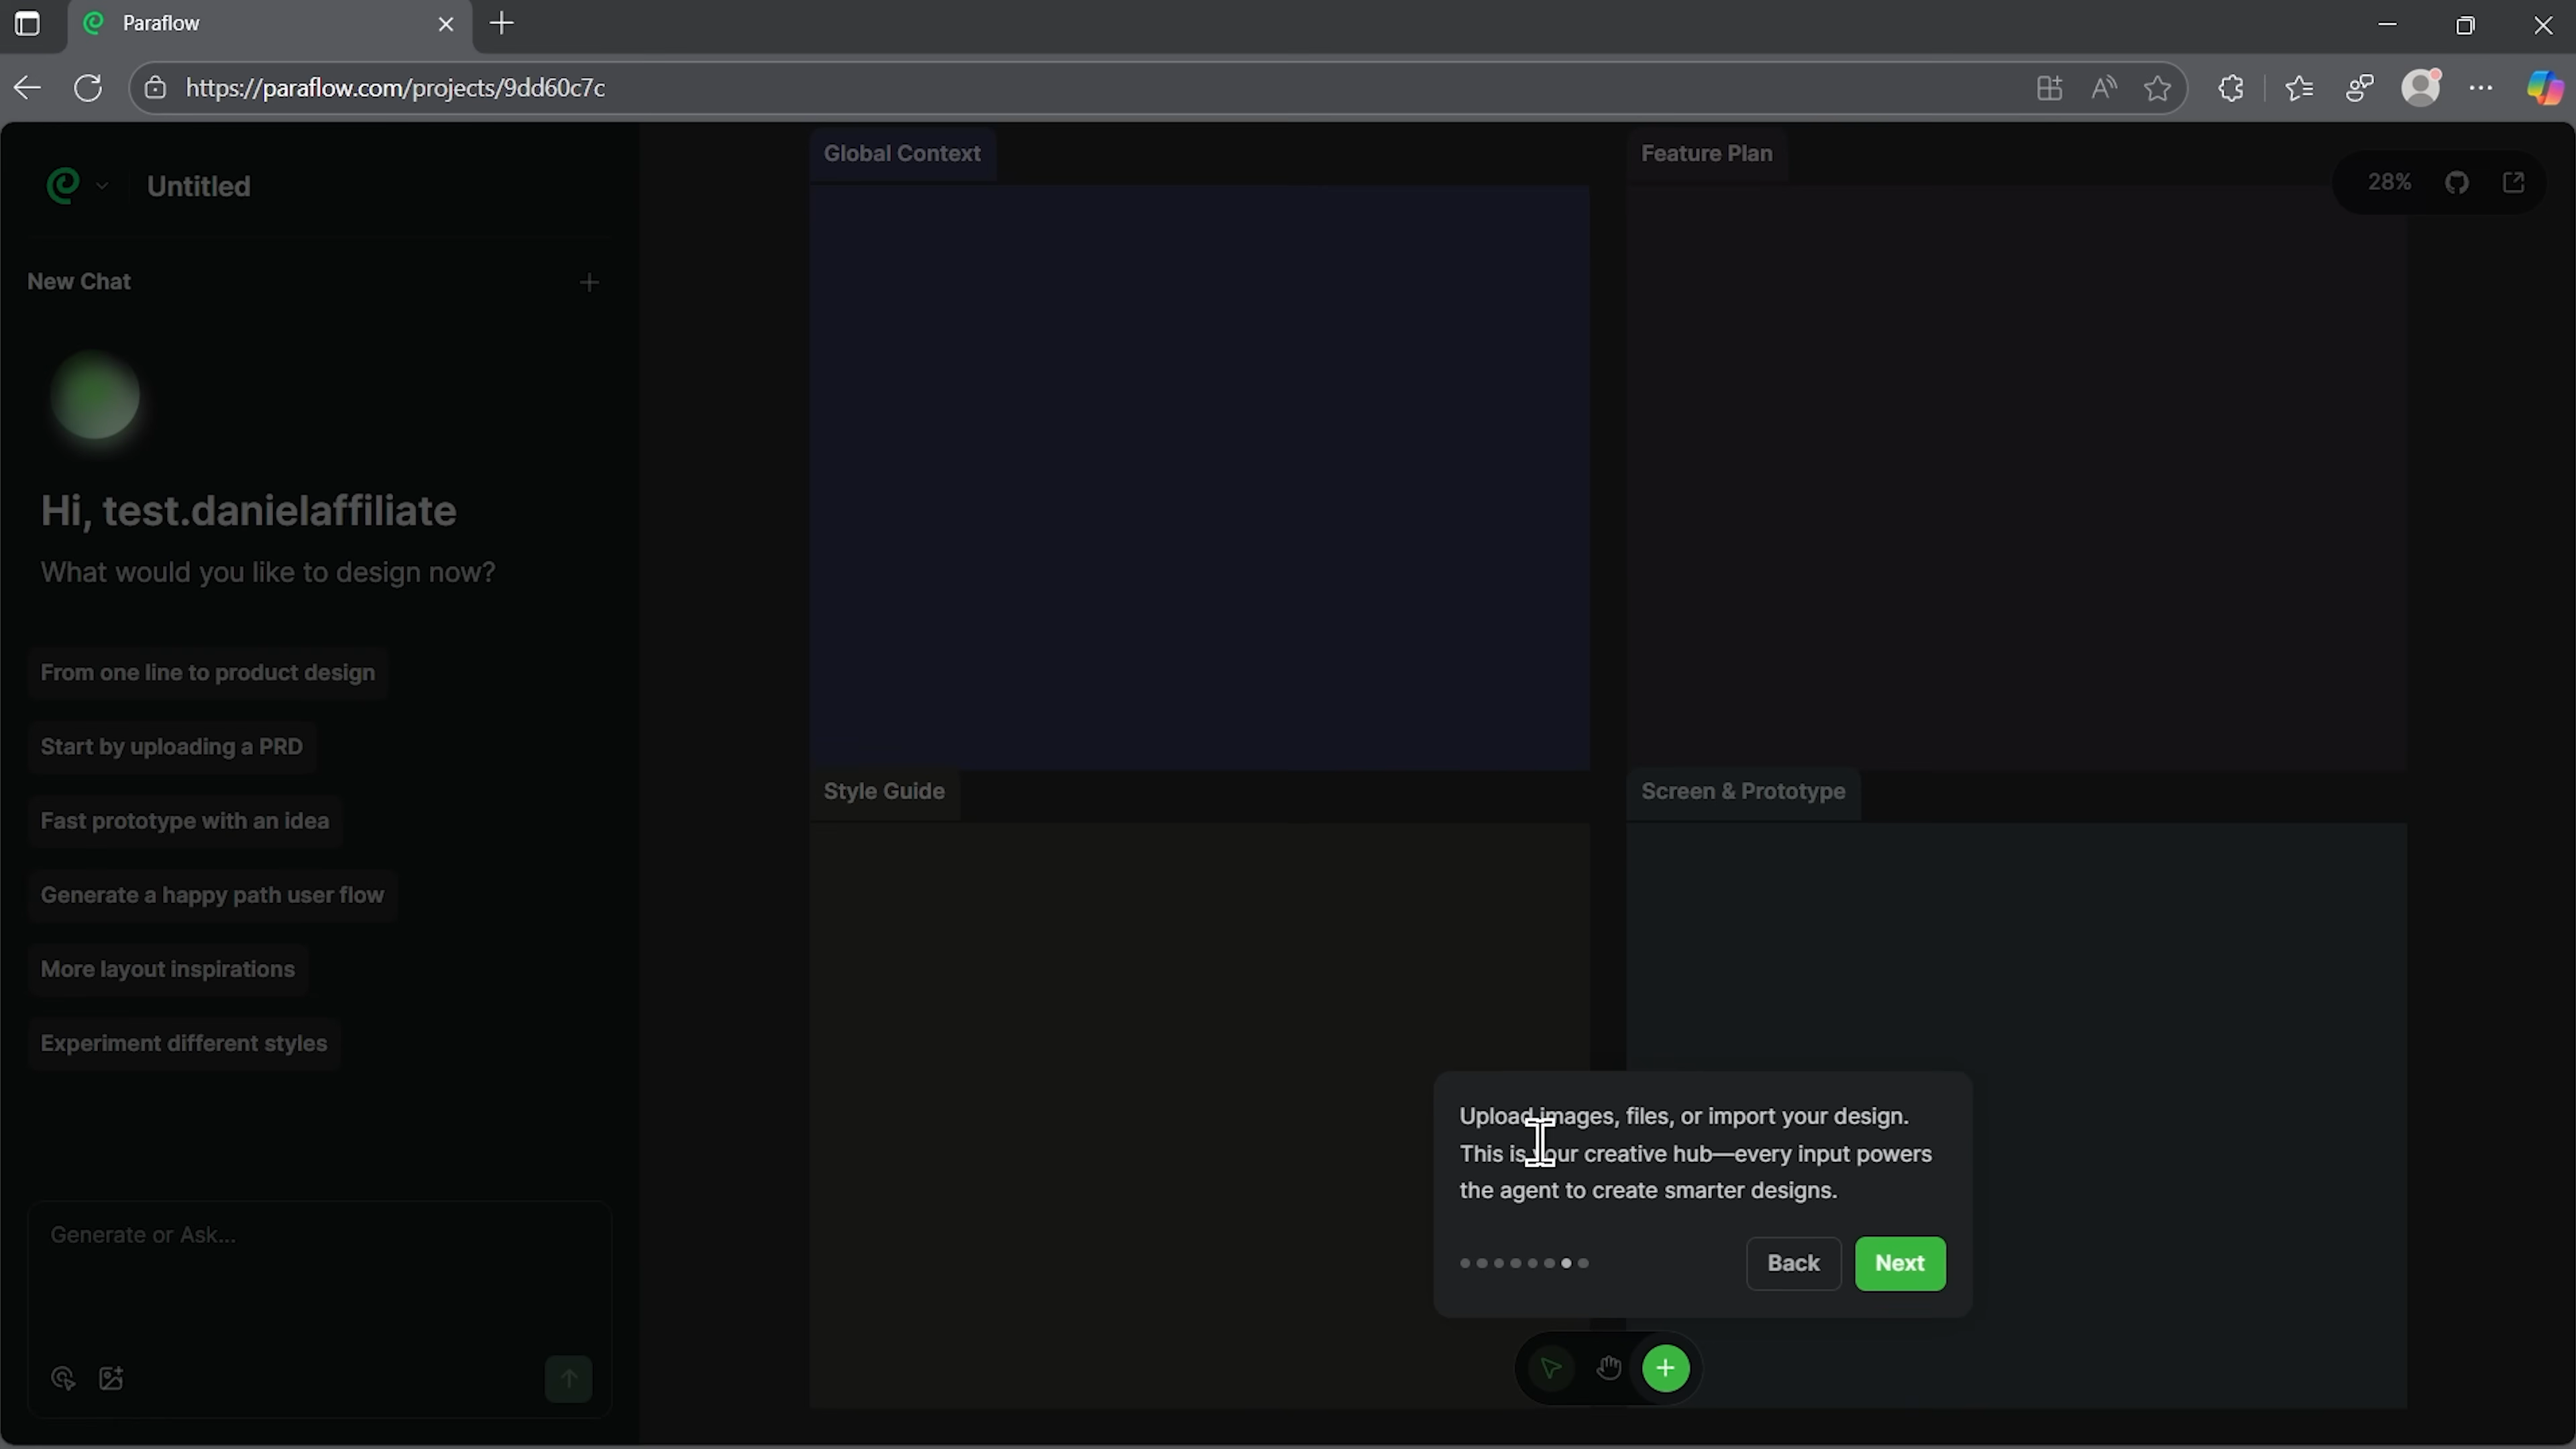 Paraflow
https://paraflow.com/projects/9dd60c7c
Untitled
New Chat
Hi, test.danielaffiliate
What would you like to design now?
From one line to product design
Start by uploading a PRD
Fast prototype with an idea
Generate a happy path user flow
More layout inspirations
Experiment different styles
Generate or Ask...
Global Context
Feature Plan
28%
Style Guide
Screen & Prototype
Upload images, files, or import your design.
This is your creative hub—every input powers
the agent to create smarter designs.
Back
Next